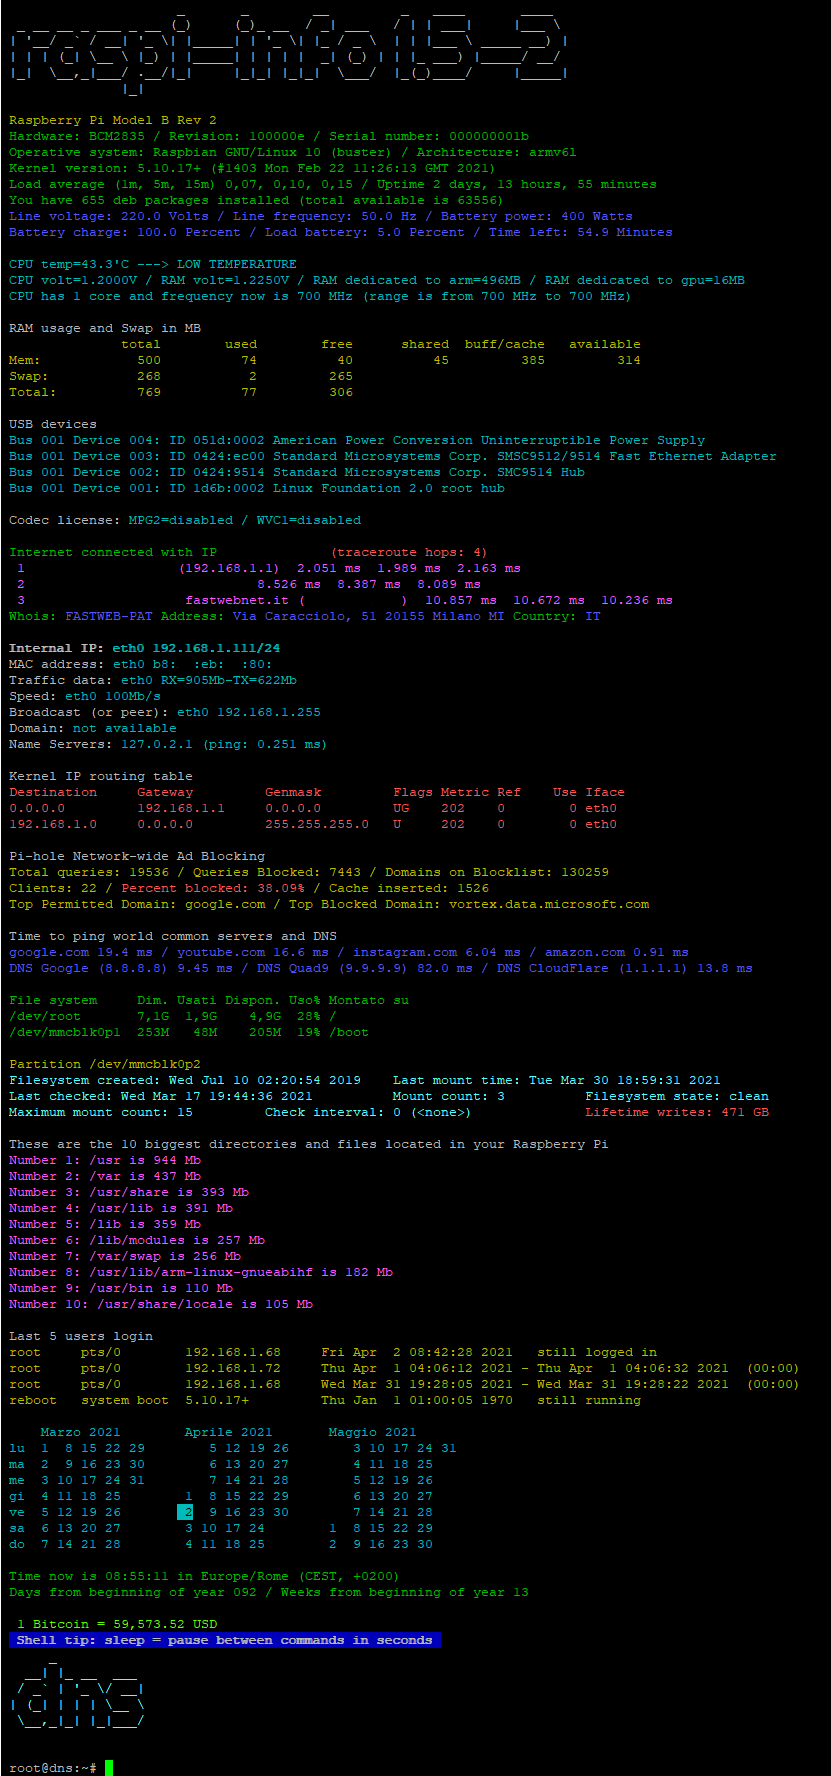 raspi-info 1.5-2
Raspberry Pi Model B Rev 2
Hardware: BCM2835 / Revision: 100000e / Serial number: 000000001b
Operative system: Raspbian GNU/Linux 10 (buster) / Architecture: armv6l
Kernel version: 5.10.17+ (#1403 Mon Feb 22 11:26:13 GMT 2021)
Load average (1m, 5m, 15m) 0,07, 0,10, 0,15 / Uptime 2 days, 13 hours, 55 minutes
You have 655 deb packages installed (total available is 63556)
Line voltage: 220.0 Volts / Line frequency: 50.0 Hz / Battery power: 400 Watts
Battery charge: 100.0 Percent / Load battery: 5.0 Percent / Time left: 54.9 Minutes
CPU temp=43.3'C ---> LOW TEMPERATURE
CPU volt=1.2000V / RAM volt=1.2250V / RAM dedicated to arm=496MB / RAM dedicated to gpu=16MB
CPU has 1 core and frequency now is 700 MHz (range is from 700 MHz to 700 MHz)
RAM usage and Swap in MB
total used free shared buff/cache available
Mem: 500 74 40 45 385 314
Swap: 268 2 265
Total: 769 77 306
USB devices
Bus 001 Device 004: ID 051d:0002 American Power Conversion Uninterruptible Power Supply
Bus 001 Device 003: ID 0424:ec00 Standard Microsystems Corp. SMSC9512/9514 Fast Ethernet Adapter
Bus 001 Device 002: ID 0424:9514 Standard Microsystems Corp. SMC9514 Hub
Bus 001 Device 001: ID 1d6b:0002 Linux Foundation 2.0 root hub
Codec license: MPG2=disabled / WVC1=disabled
Internet connected with IP (traceroute hops: 4)
1 (192.168.1.1) 2.051 ms 1.989 ms 2.163 ms
2 8.526 ms 8.387 ms 8.089 ms
3 fastwebnet.it ( ) 10.857 ms 10.672 ms 10.236 ms
Whois: FASTWEB-PAT Address: Via Caracciolo, 51 20155 Milano MI Country: IT
Internal IP: eth0 192.168.1.111/24
MAC address: eth0 b8: :eb: :80:
Traffic data: eth0 RX=905Mb-TX=622Mb
Speed: eth0 100Mb/s
Broadcast (or peer): eth0 192.168.1.255
Domain: not available
Name Servers: 127.0.2.1 (ping: 0.251 ms)
Kernel IP routing table
Destination Gateway Genmask Flags Metric Ref Use Iface
0.0.0.0 192.168.1.1 0.0.0.0 UG 202 0 0 eth0
192.168.1.0 0.0.0.0 255.255.255.0 U 202 0 0 eth0
Pi-hole Network-wide Ad Blocking
Total queries: 19536 / Queries Blocked: 7443 / Domains on Blocklist: 130259
Clients: 22 / Percent blocked: 38.09% / Cache inserted: 1526
Top Permitted Domain: google.com / Top Blocked Domain: vortex.data.microsoft.com
Time to ping world common servers and DNS
google.com 19.4 ms / youtube.com 16.6 ms / instagram.com 6.04 ms / amazon.com 0.91 ms
DNS Google (8.8.8.8) 9.45 ms / DNS Quad9 (9.9.9.9) 82.0 ms / DNS CloudFlare (1.1.1.1) 13.8 ms
File system Dim. Usati Dispon. Uso% Montato su
/dev/root 7,1G 1,9G 4,9G 28% /
/dev/mmcblk0p1 253M 48M 205M 19% /boot
Partition /dev/mmcblk0p2
Filesystem created: Wed Jul 10 02:20:54 2019 Last mount time: Tue Mar 30 18:59:31 2021
Last checked: Wed Mar 17 19:44:36 2021 Mount count: 3 Filesystem state: clean
Maximum mount count: 15 Check interval: 0 (<none>) Lifetime writes: 471 GB
These are the 10 biggest directories and files located in your Raspberry Pi
Number 1: /usr is 944 Mb
Number 2: /var is 437 Mb
Number 3: /usr/share is 393 Mb
Number 4: /usr/lib is 391 Mb
Number 5: /lib is 359 Mb
Number 6: /lib/modules is 257 Mb
Number 7: /var/swap is 256 Mb
Number 8: /usr/lib/arm-linux-gnueabihf is 182 Mb
Number 9: /usr/bin is 110 Mb
Number 10: /usr/share/locale is 105 Mb
Last 5 users login
root pts/0 192.168.1.68 Fri Apr 2 08:42:28 2021 still logged in
root pts/0 192.168.1.72 Thu Apr 1 04:06:12 2021 - Thu Apr 1 04:06:32 2021 (00:00)
root pts/0 192.168.1.68 Wed Mar 31 19:28:05 2021 - Wed Mar 31 19:28:22 2021 (00:00)
reboot system boot 5.10.17+ Thu Jan 1 01:00:05 1970 still running
Marzo 2021 Aprile 2021 Maggio 2021
lu 1 8 15 22 29 5 12 19 26 3 10 17 24 31
ma 2 9 16 23 30 6 13 20 27 4 11 18 25
me 3 10 17 24 31 7 14 21 28 5 12 19 26
gi 4 11 18 25 1 8 15 22 29 6 13 20 27
ve 5 12 19 26 2 9 16 23 30 7 14 21 28
sa 6 13 20 27 3 10 17 24 1 8 15 22 29
do 7 14 21 28 4 11 18 25 2 9 16 23 30
Time now is 08:55:11 in Europe/Rome (CEST, +0200)
Days from beginning of year 092 / Weeks from beginning of year 13
1 Bitcoin = 59,573.52 USD
Shell tip: sleep = pause between commands in seconds
dns
root@dns:~#